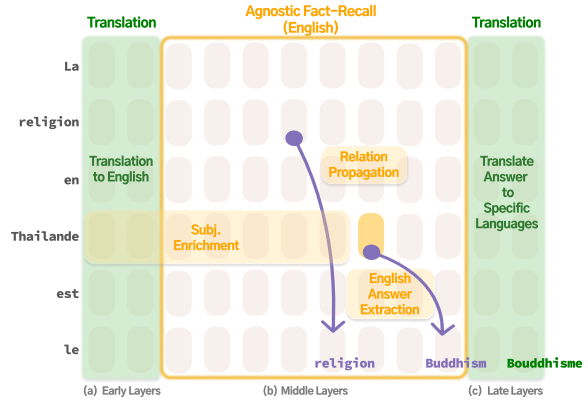 Agnostic Fact-Recall
(English)
Translation
Translation
La
religion
en
Thailande
est
le
Translation
to English
Relation
Propagation
Translate
Answer
to
Specific
Languages
Subj.
Enrichment
English
Answer
Extraction
religion
Buddhism
Bouddhisme
(a) Early Layers
(b) Middle Layers
(c) Late Layers